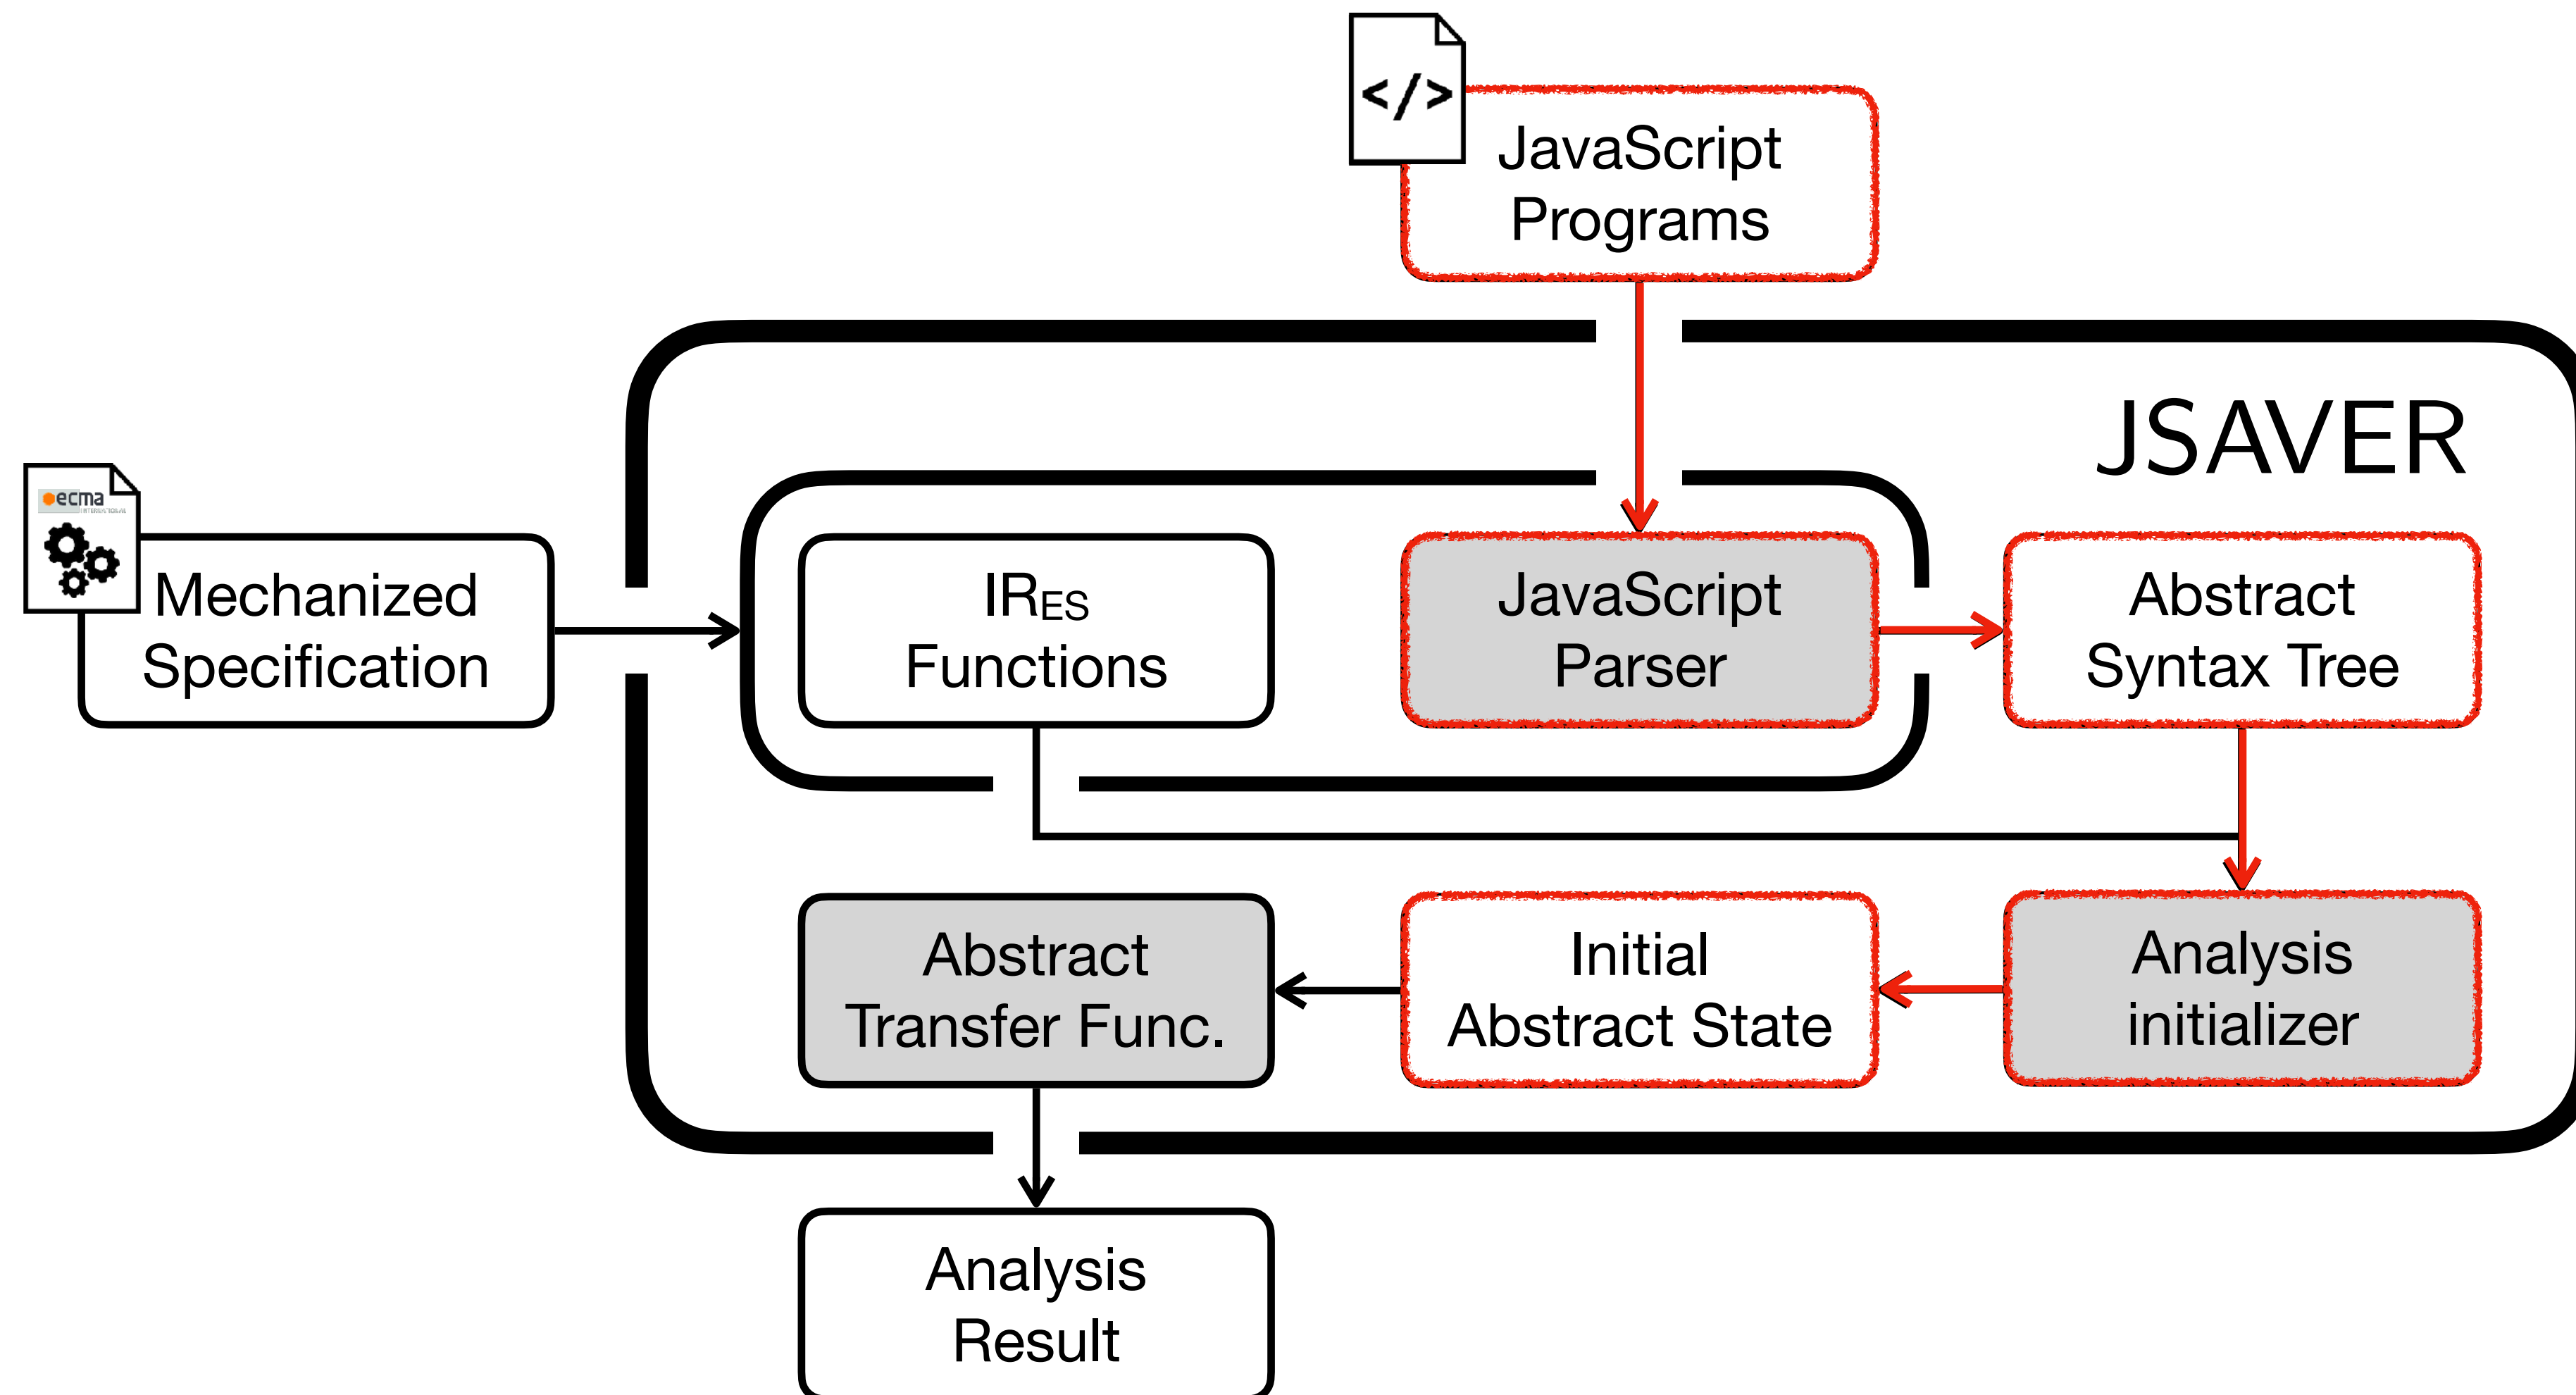 </>
JavaScript
Programs
JSAVER
ecma
INTERNATIONAL
Mechanized
Specification
IRES
Functions
JavaScript
Parser
Abstract
Syntax Tree
Abstract
Transfer Func.
Initial
Abstract State
Analysis
initializer
Analysis
Result